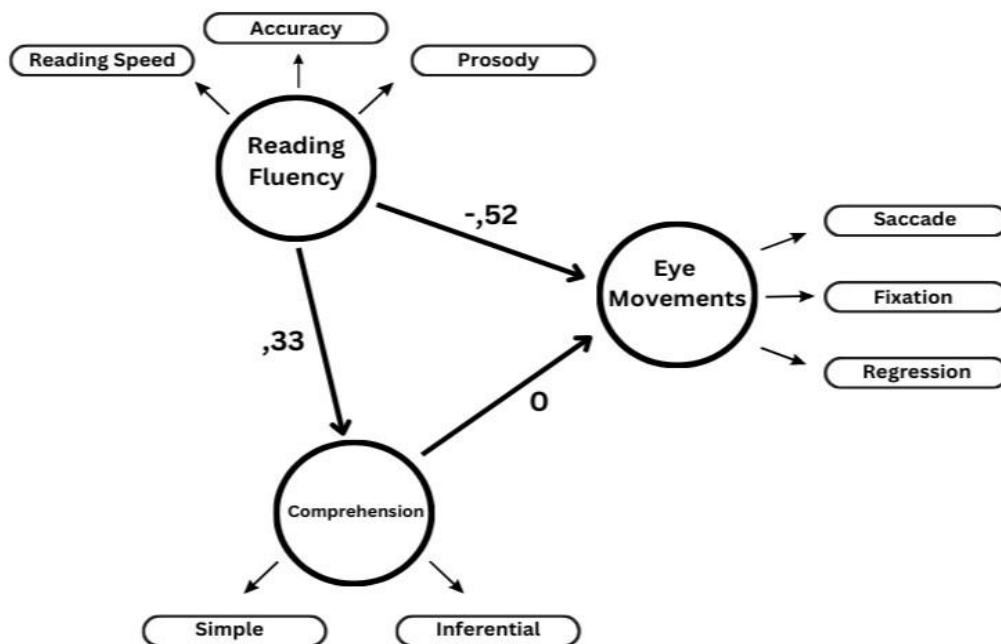 Accuracy
Reading Speed
Prosody
Reading
Fluency
-,52
Saccade
Eye
Movements
Fixation
,33
Regression
0
Comprehension
Simple
Inferential